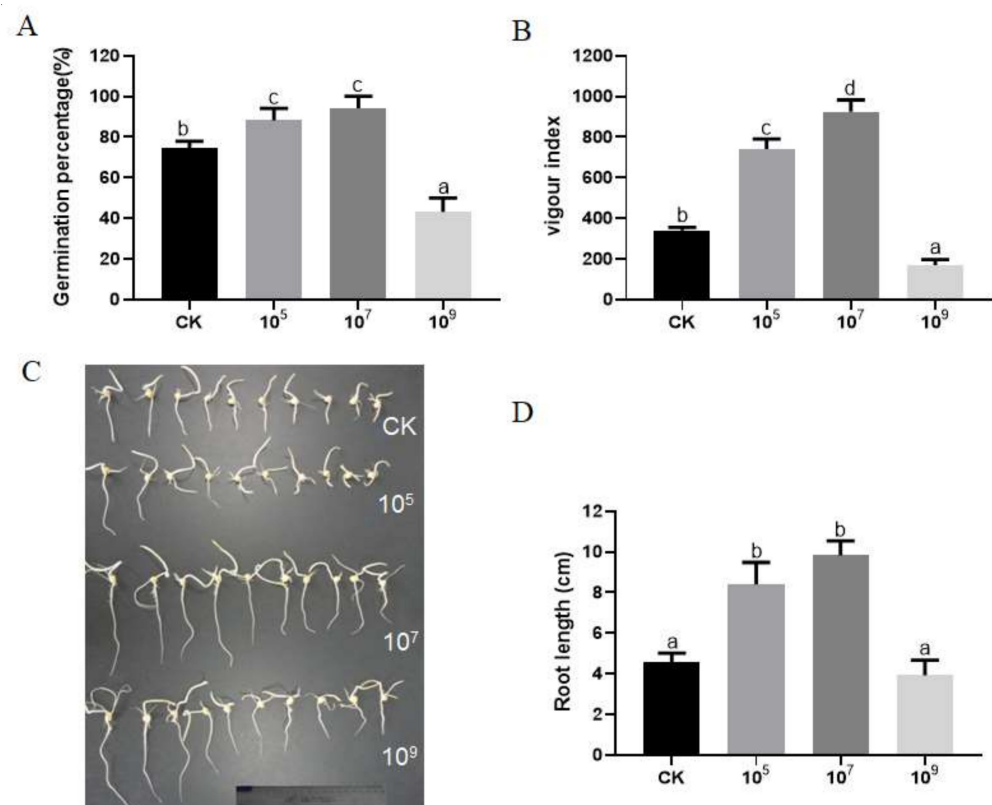 A
Germination percentage(%)
120
100
80
60
40
20
0
b
c
c
a
CK
10⁵
10⁷
10⁹
B
vigour index
1200
1000
800
600
400
200
0
b
c
d
a
CK
10⁵
10⁷
10⁹
C
CK
10⁵
10⁷
10⁹
D
Root length (cm)
12
10
8
6
4
2
0
a
b
b
a
CK
10⁵
10⁷
10⁹